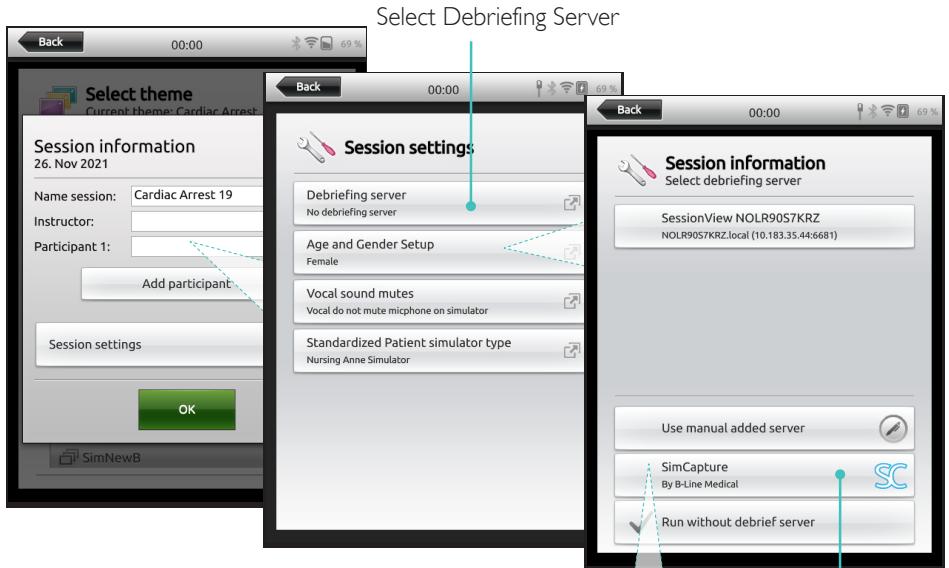 Select Debriefing Server
Back
00:00
69 %
Select theme
Current theme: Cardiac Arrest
Session information
26. Nov 2021
Name session: Cardiac Arrest 19
Instructor:
Participant 1:
Add participant
Session settings
OK
SimNewB
Back
00:00
69 %
Session settings
Debriefing server
No debriefing server
Age and Gender Setup
Female
Vocal sound mutes
Vocal do not mute micphone on simulator
Standardized Patient simulator type
Nursing Anne Simulator
Back
00:00
69 %
Session information
Select debriefing server
SessionView NOLR90S7KRZ
NOLR90S7KRZ.local (10.183.35.44:6681)
Use manual added server
SimCapture
By B-Line Medical
SC
Run without debrief server